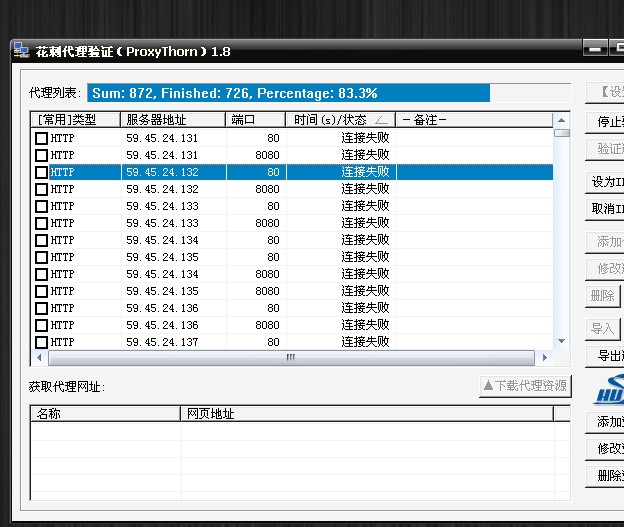 花刺代理验证(ProxyThorn)1.8
代理列表: Sum: 872, Finished: 726, Percentage: 83.3%
【设
[常用]类型 服务器地址 端口 时间(s)/状态 -备注-
停止
HTTP 59.45.24.131 80 连接失败
HTTP 59.45.24.131 8080 连接失败
验证
HTTP 59.45.24.132 80 连接失败
HTTP 59.45.24.132 8080 连接失败
设为I
HTTP 59.45.24.133 80 连接失败
取消I
HTTP 59.45.24.133 8080 连接失败
HTTP 59.45.24.134 80 连接失败
添加
HTTP 59.45.24.135 80 连接失败
HTTP 59.45.24.134 8080 连接失败
修改
HTTP 59.45.24.135 8080 连接失败
删除
HTTP 59.45.24.136 80 连接失败
HTTP 59.45.24.136 8080 连接失败
导入
HTTP 59.45.24.137 80 连接失败
导出
获取代理网址: ▲下载代理资源
HU
名称 网页地址
添加
修改
删除